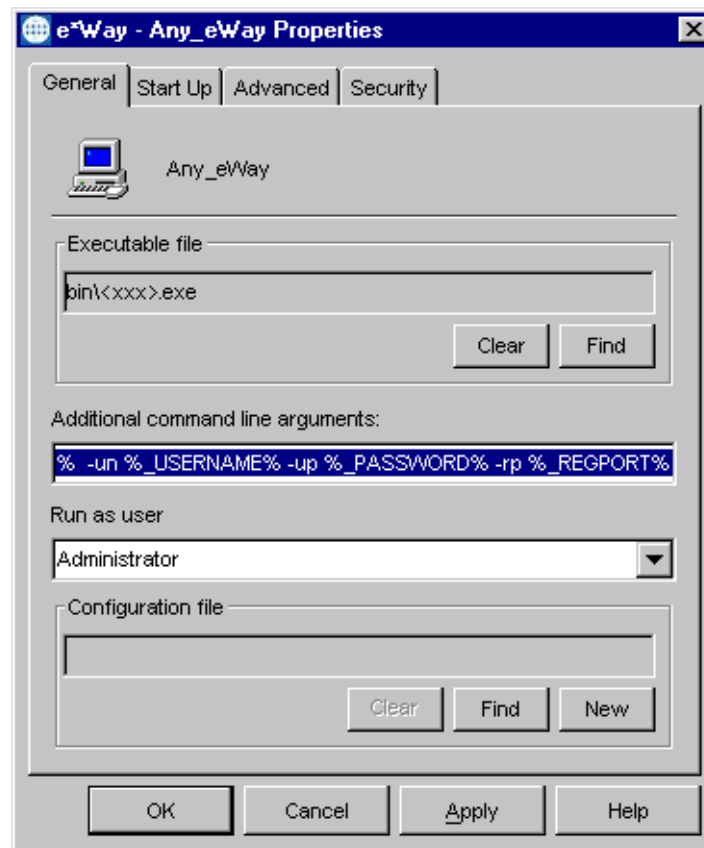 e*Way - Any_eWay Properties
General Start Up Advanced Security
Any_eWay
Executable file
bin\<xxx>.exe
Clear Find
Additional command line arguments:
% -un %_USERNAME% -up %_PASSWORD% -rp %_REGPORT%
Run as user
Administrator
Configuration file
Clear Find New
OK Cancel Apply Help